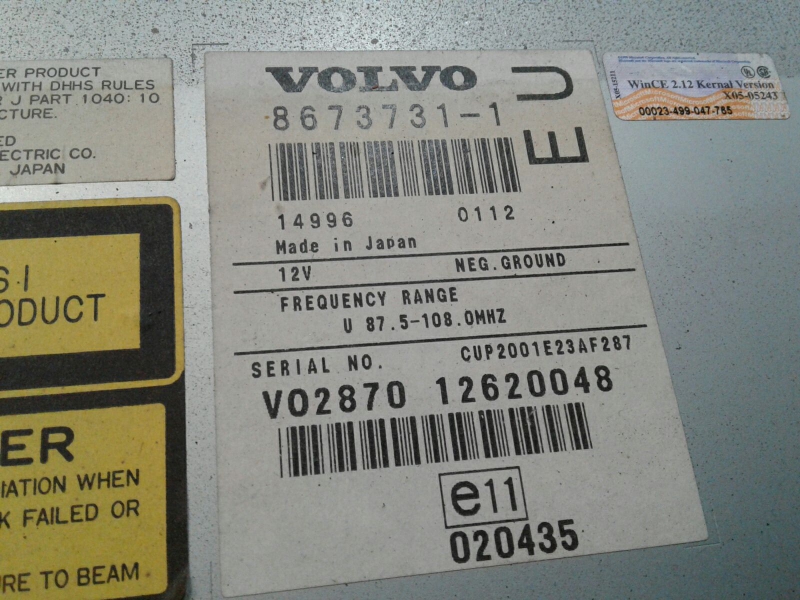 ER PRODUCT
WITH DHHS RULES
R J PART 1040: 10
CTURE.
ED
LECTRIC CO.
JAPAN
SI
ODUCT
ER
IATION WHEN
K FAILED OR
URE TO BEAM
VOLVO
8673731-1
EU
14996 0112
Made in Japan
12V NEG. GROUND
FREQUENCY RANGE
U 87.5-108.0MHZ
SERIAL NO. CUP2001E23AF287
VO2870 12620048
e11
020435
WinCE 2.12 Kernal Version
X05-05243
00023-499-047-765